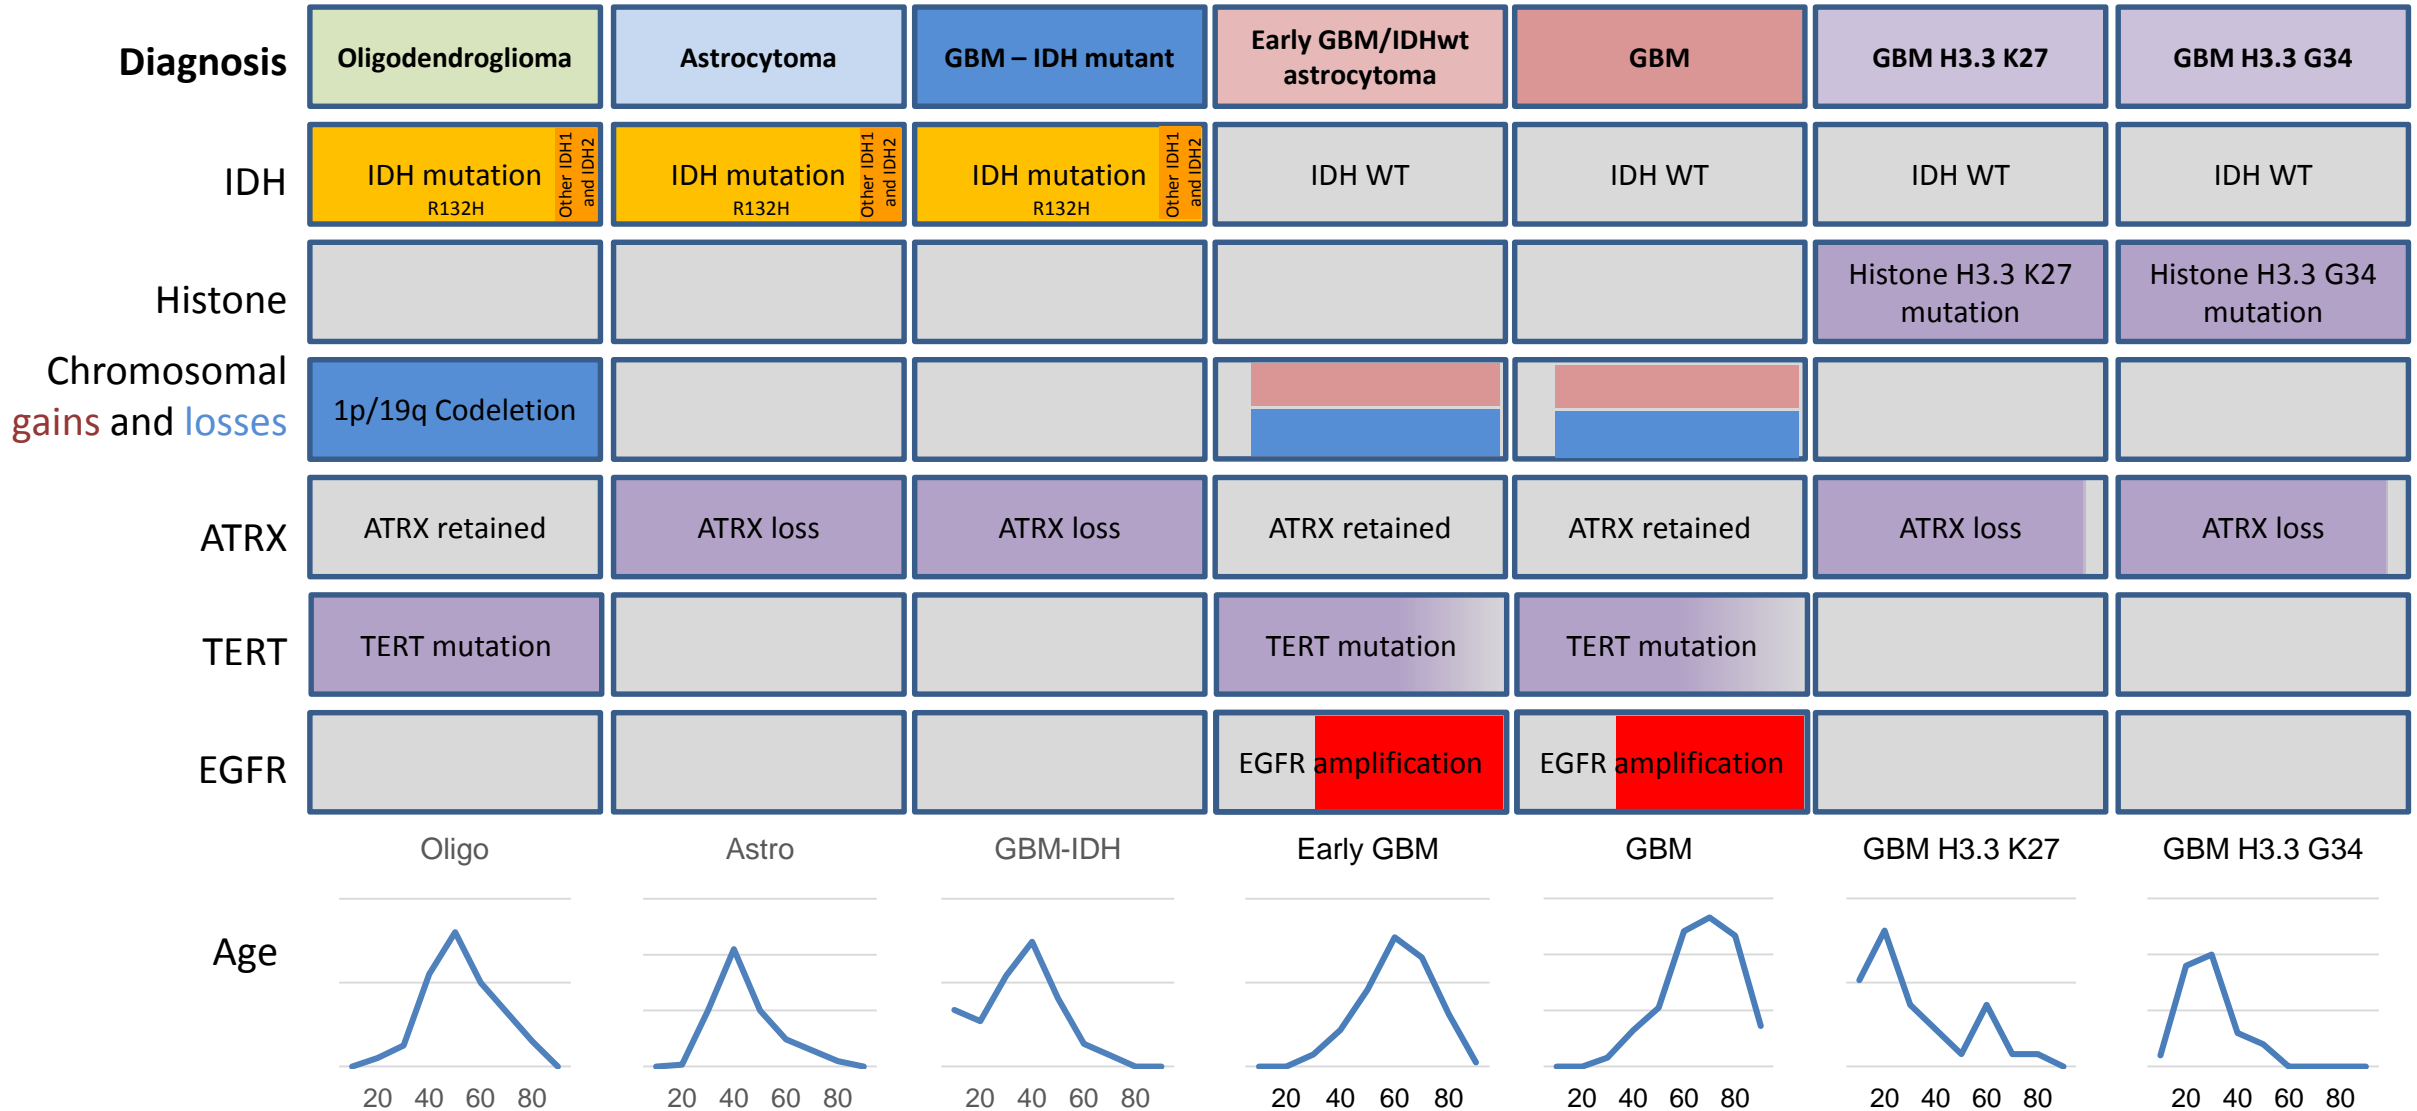 Diagnosis
Oligodendroglioma
Astrocytoma
GBM – IDH mutant
Early GBM/IDHwt
astrocytoma
GBM
GBM H3.3 K27
GBM H3.3 G34
IDH
IDH mutation
R132H
Other IDH1
and IDH2
IDH mutation
R132H
Other IDH1
and IDH2
IDH mutation
R132H
Other IDH1
and IDH2
IDH WT
IDH WT
IDH WT
IDH WT
Histone
Histone H3.3 K27
mutation
Histone H3.3 G34
mutation
Chromosomal
gains and losses
1p/19q Codeletion
ATRX
ATRX retained
ATRX loss
ATRX loss
ATRX retained
ATRX retained
ATRX loss
ATRX loss
TERT
TERT mutation
TERT mutation
TERT mutation
EGFR
EGFR amplification
EGFR amplification
Oligo
Astro
GBM-IDH
Early GBM
GBM
GBM H3.3 K27
GBM H3.3 G34
Age
20 40 60 80
20 40 60 80
20 40 60 80
20 40 60 80
20 40 60 80
20 40 60 80
20 40 60 80